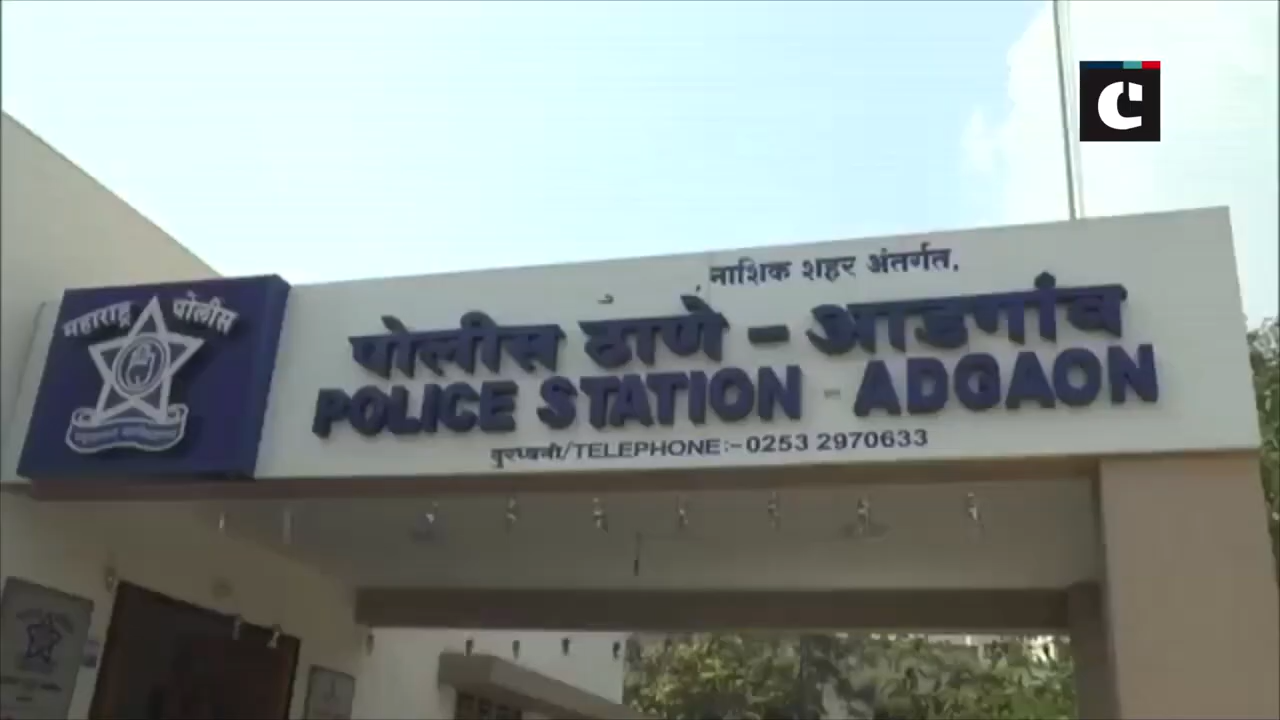 महाराष्ट्र पोलीस
नाशिक शहर अंतर्गत.
पोलीस ठाणे - आडगांव
POLICE STATION - ADGAON
दुरध्वनी/TELEPHONE:- 0253 2970633